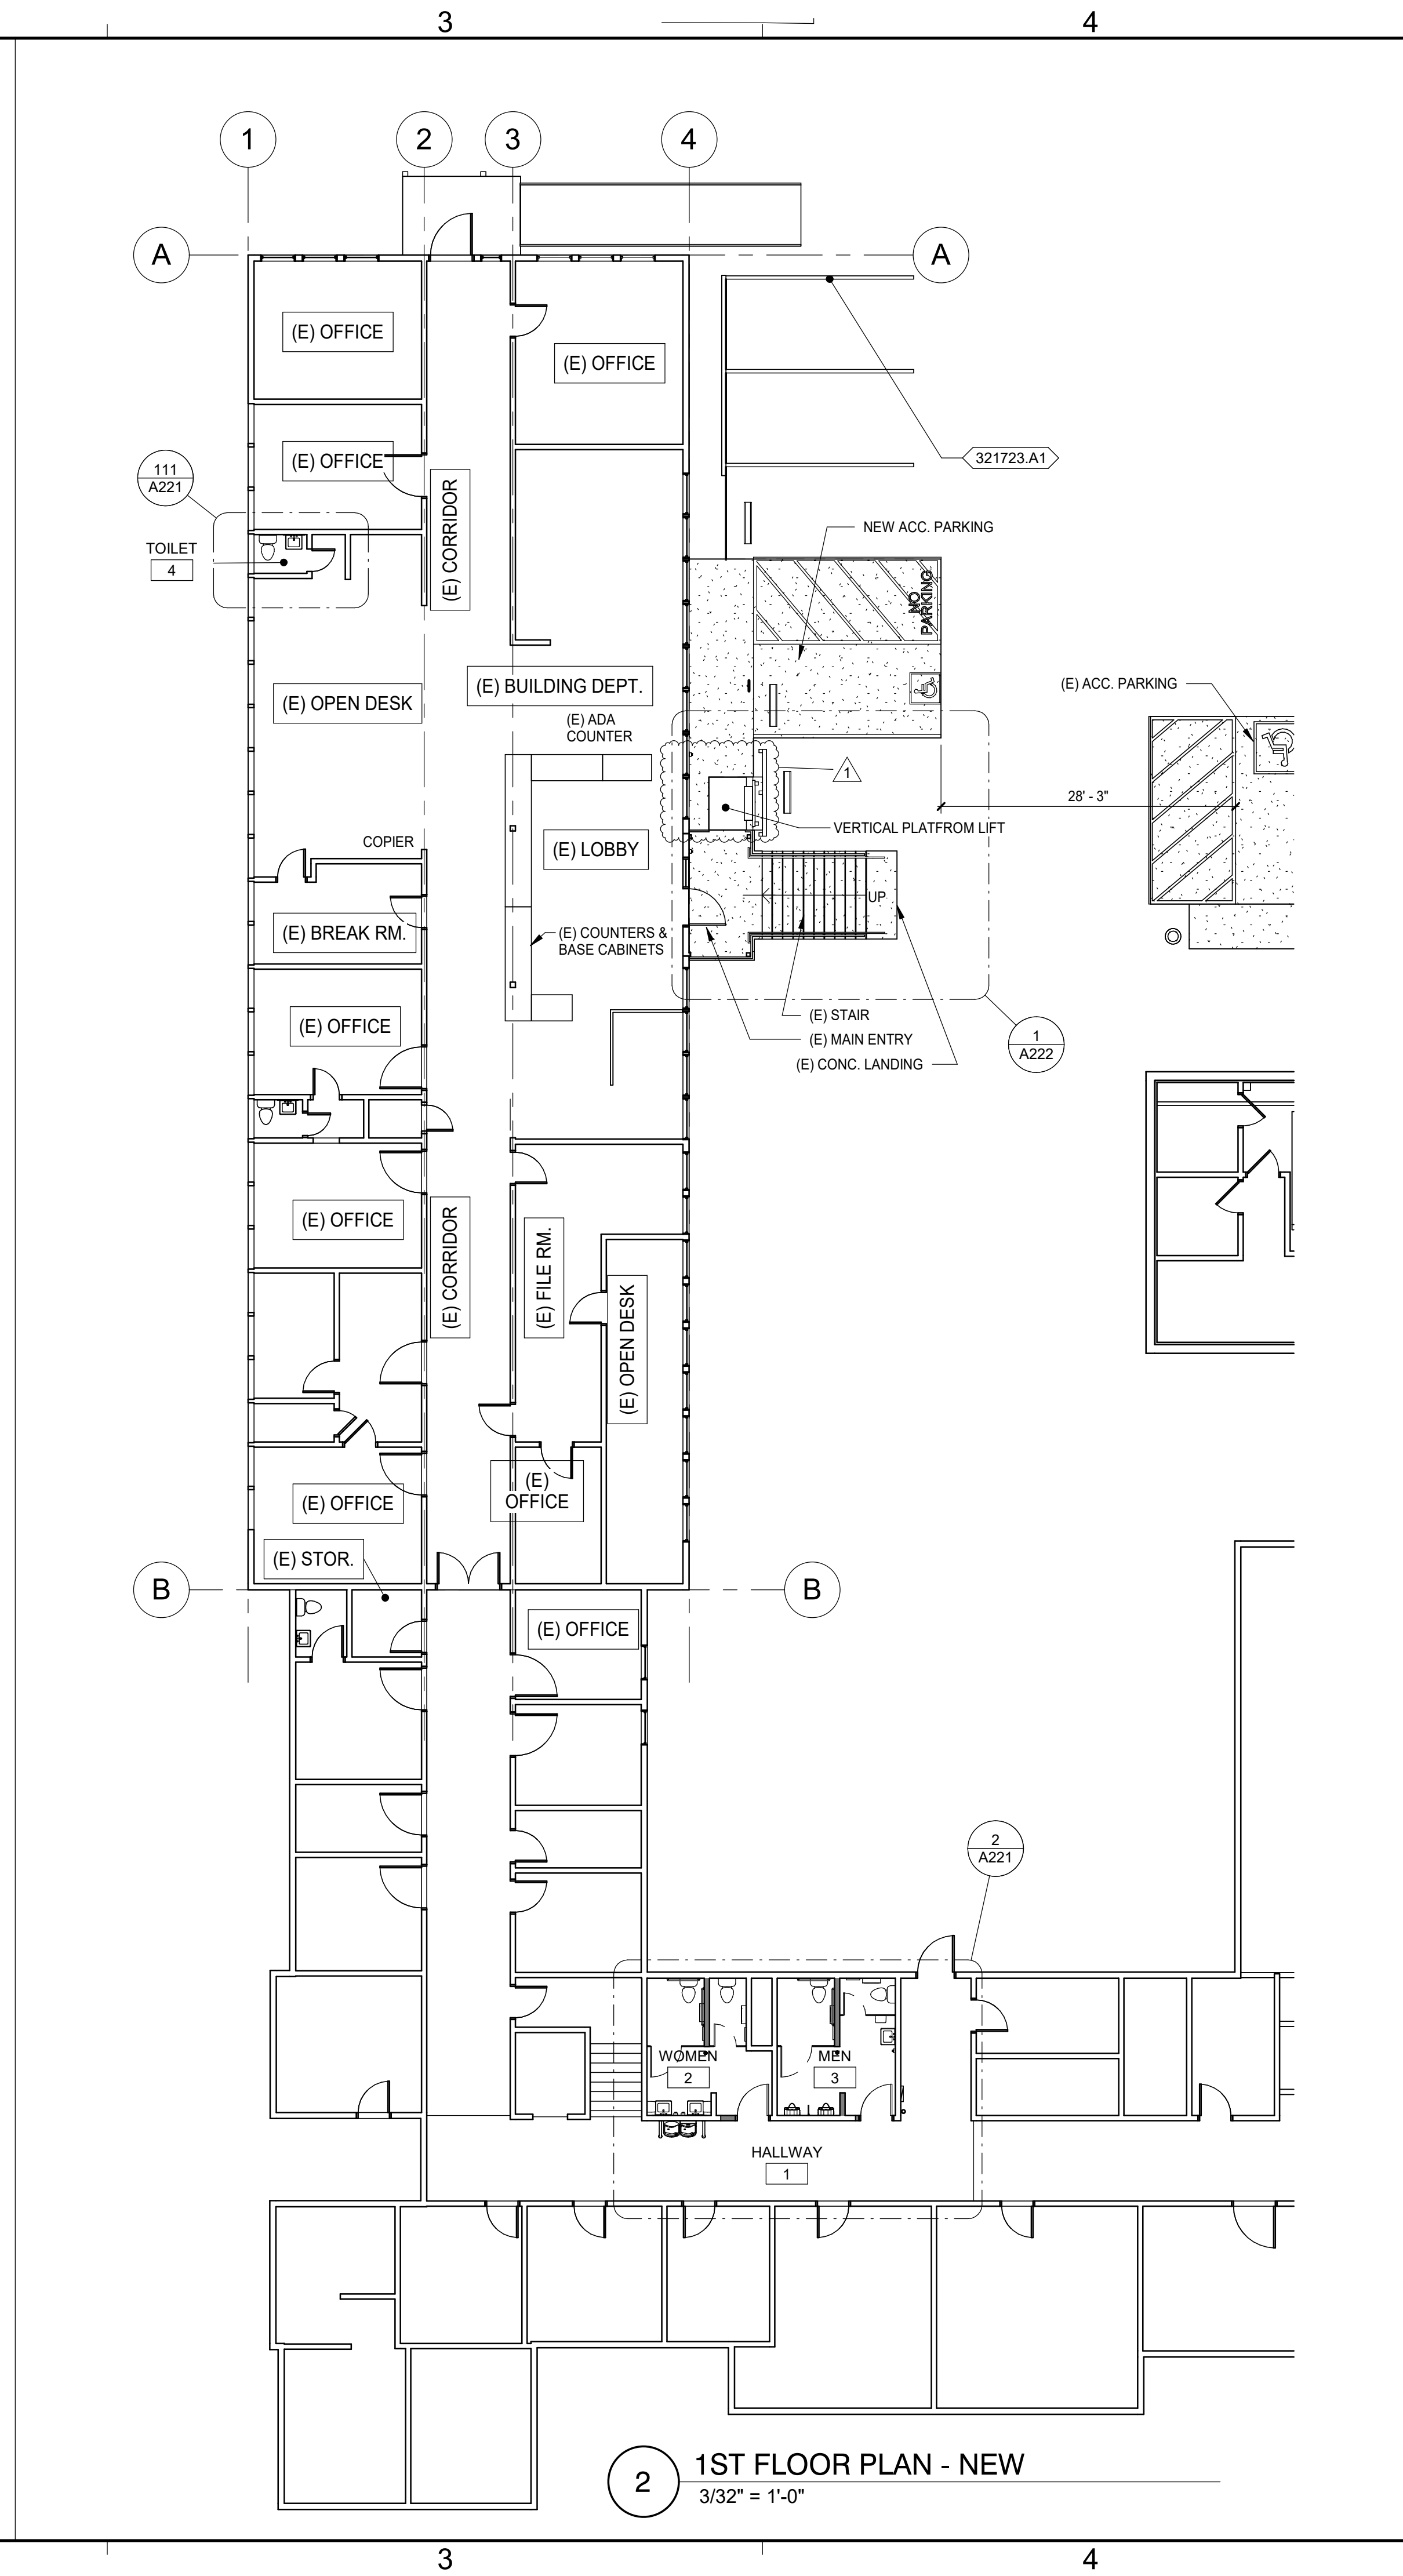 3
4
1
2
3
4
A
A
(E) OFFICE
(E) OFFICE
(E) OFFICE
321723.A1
111
A221
(E) CORRIDOR
NEW ACC. PARKING
TOILET
4
NO
PARKING
(E) ACC. PARKING
(E) BUILDING DEPT.
(E) OPEN DESK
(E) ADA
COUNTER
1
28' - 3"
VERTICAL PLATFROM LIFT
COPIER
(E) LOBBY
UP
(E) BREAK RM.
(E) COUNTERS &
BASE CABINETS
(E) OFFICE
(E) STAIR
(E) MAIN ENTRY
(E) CONC. LANDING
1
A222
(E) OFFICE
(E) CORRIDOR
(E) FILE RM.
(E) OPEN DESK
(E)
OFFICE
(E) OFFICE
(E) STOR.
B
B
(E) OFFICE
2
A221
WOMEN
2
MEN
3
HALLWAY
1
2
1ST FLOOR PLAN - NEW
3/32" = 1'-0"
3
4